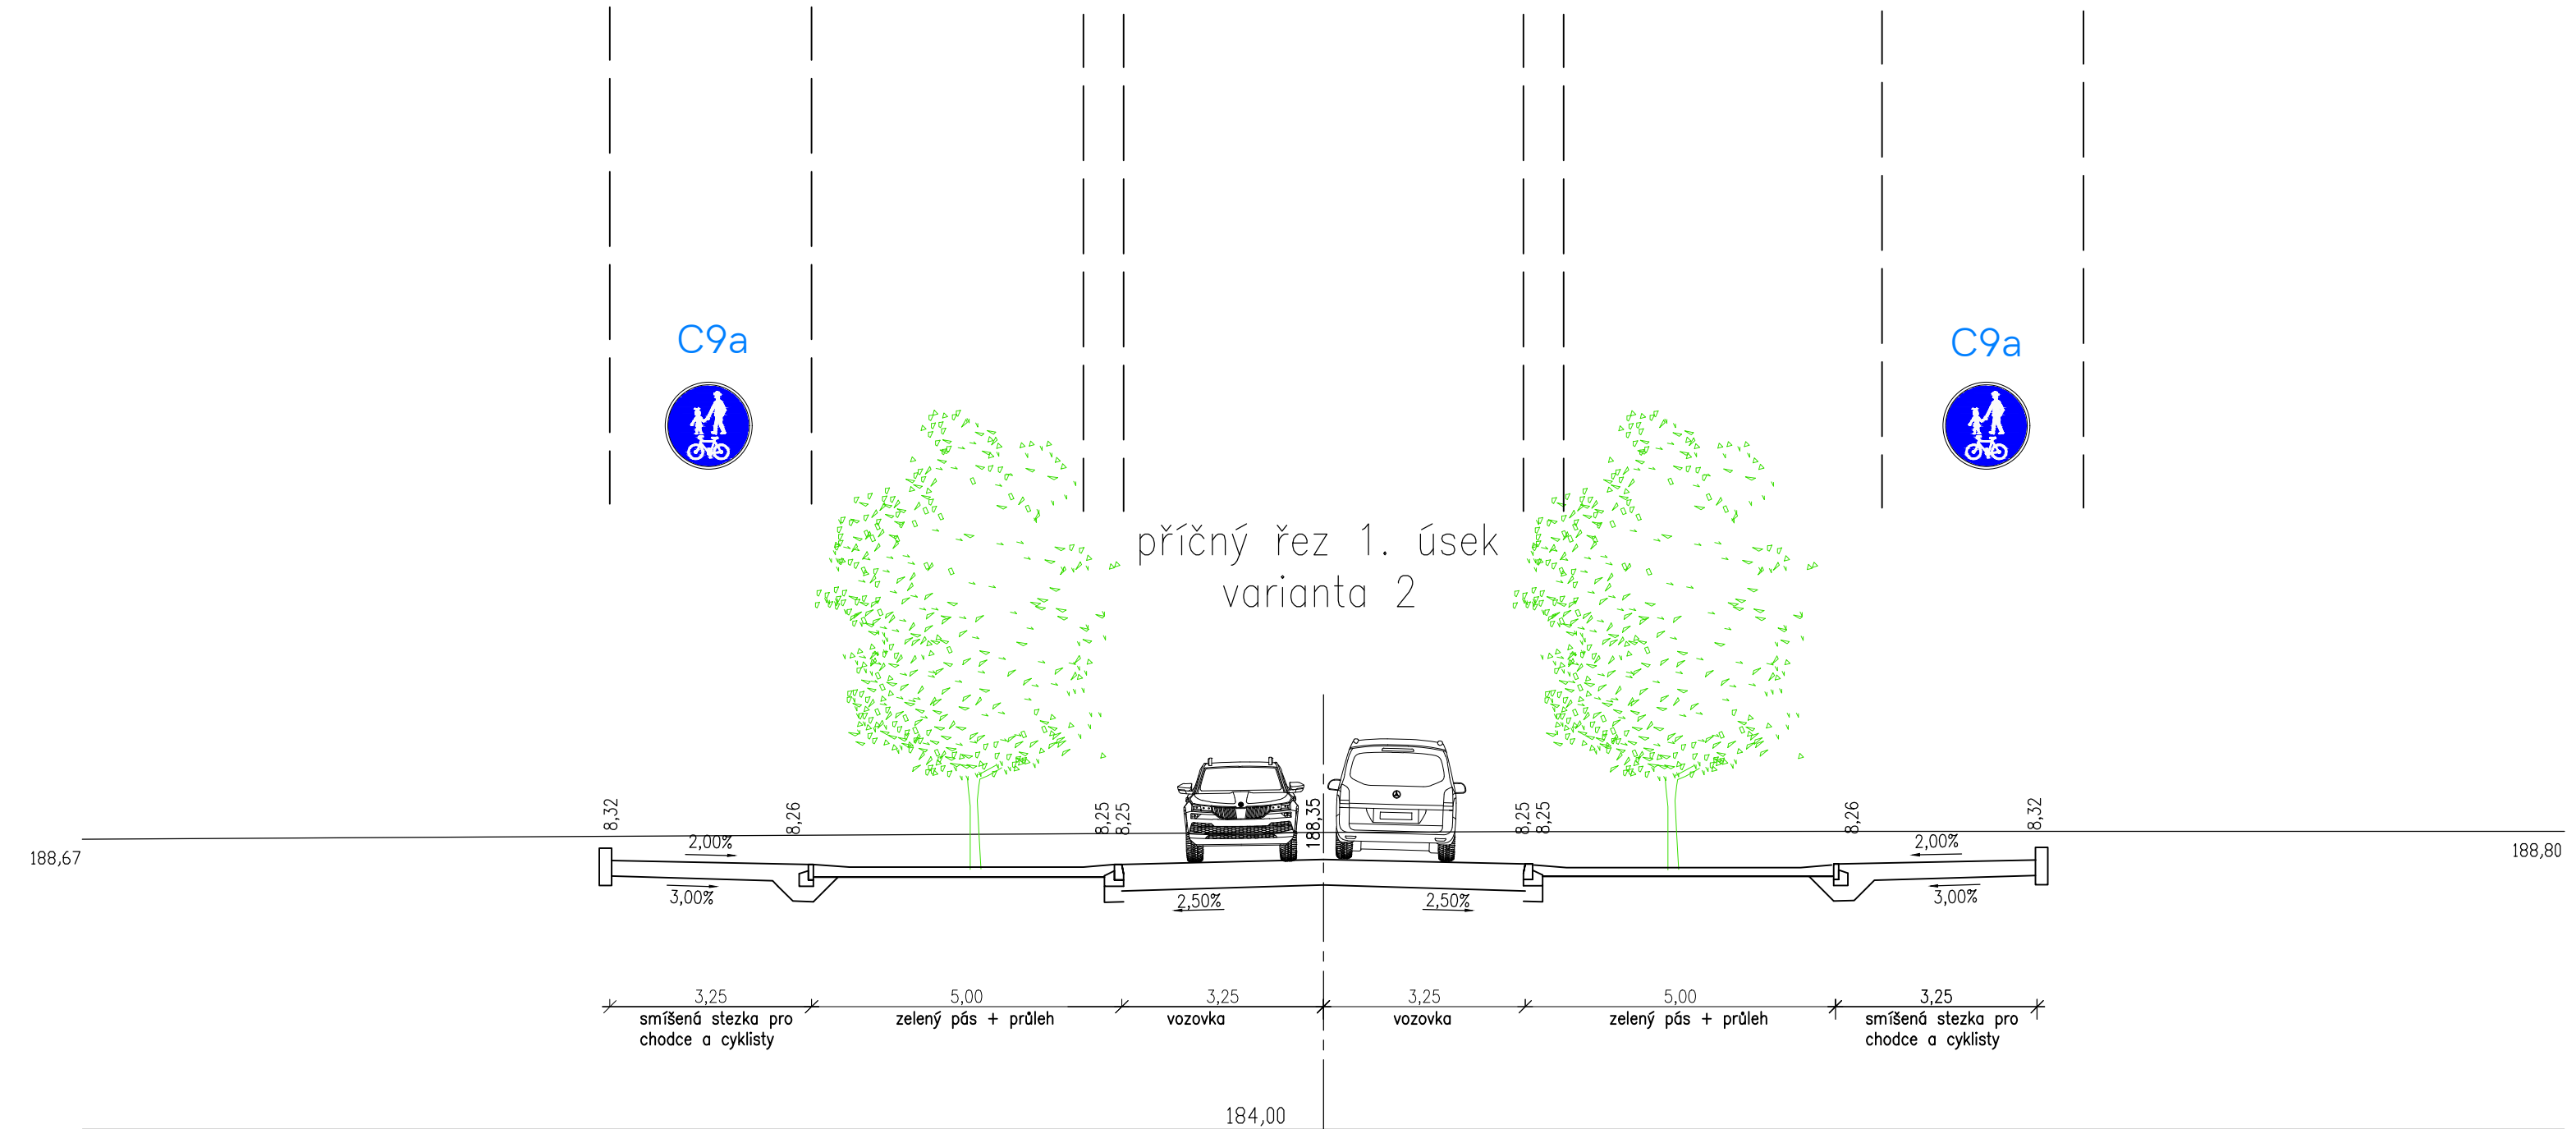 C9a
C9a
příčný řez 1. úsek
varianta 2
8,32
8,26
8,25
8,25
188,35
8,25
8,25
8,26
8,32
188,67
2,00%
3,00%
2,50%
2,50%
2,00%
3,00%
188,80
3,25
5,00
3,25
3,25
5,00
3,25
smíšená stezka pro
chodce a cyklisty
zelený pás + průleh
vozovka
vozovka
zelený pás + průleh
smíšená stezka pro
chodce a cyklisty
184,00